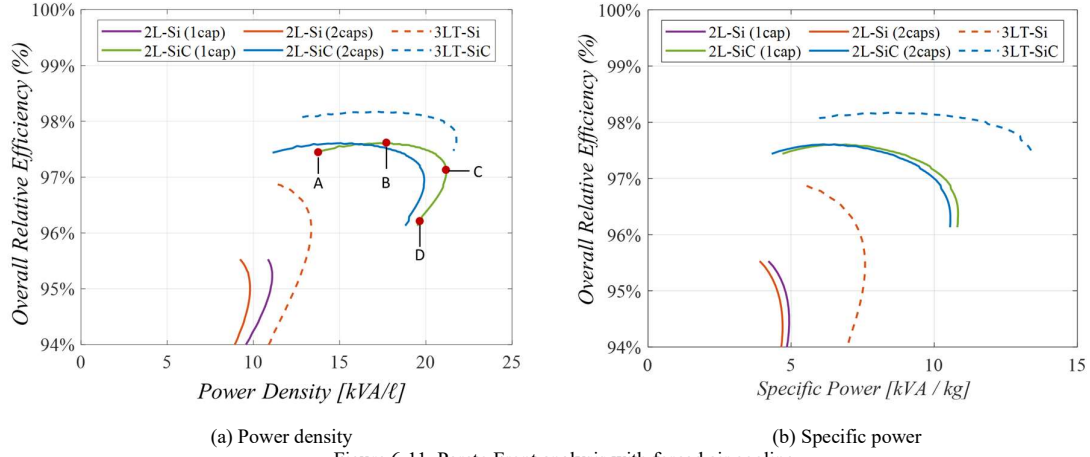 100%
99%
98%
97%
96%
95%
94%
Overall Relative Efficiency (%)
2L-Si (1cap) 2L-Si (2caps) 3LT-Si
2L-SiC (1cap) 2L-SiC (2caps) 3LT-SiC
A
B
C
D
0 5 10 15 20 25
Power Density [kVA/ℓ]
(a) Power density
100%
99%
98%
97%
96%
95%
94%
Overall Relative Efficiency (%)
2L-Si (1cap) 2L-Si (2caps) 3LT-Si
2L-SiC (1cap) 2L-SiC (2caps) 3LT-SiC
0 5 10 15
Specific Power [kVA / kg]
(b) Specific power